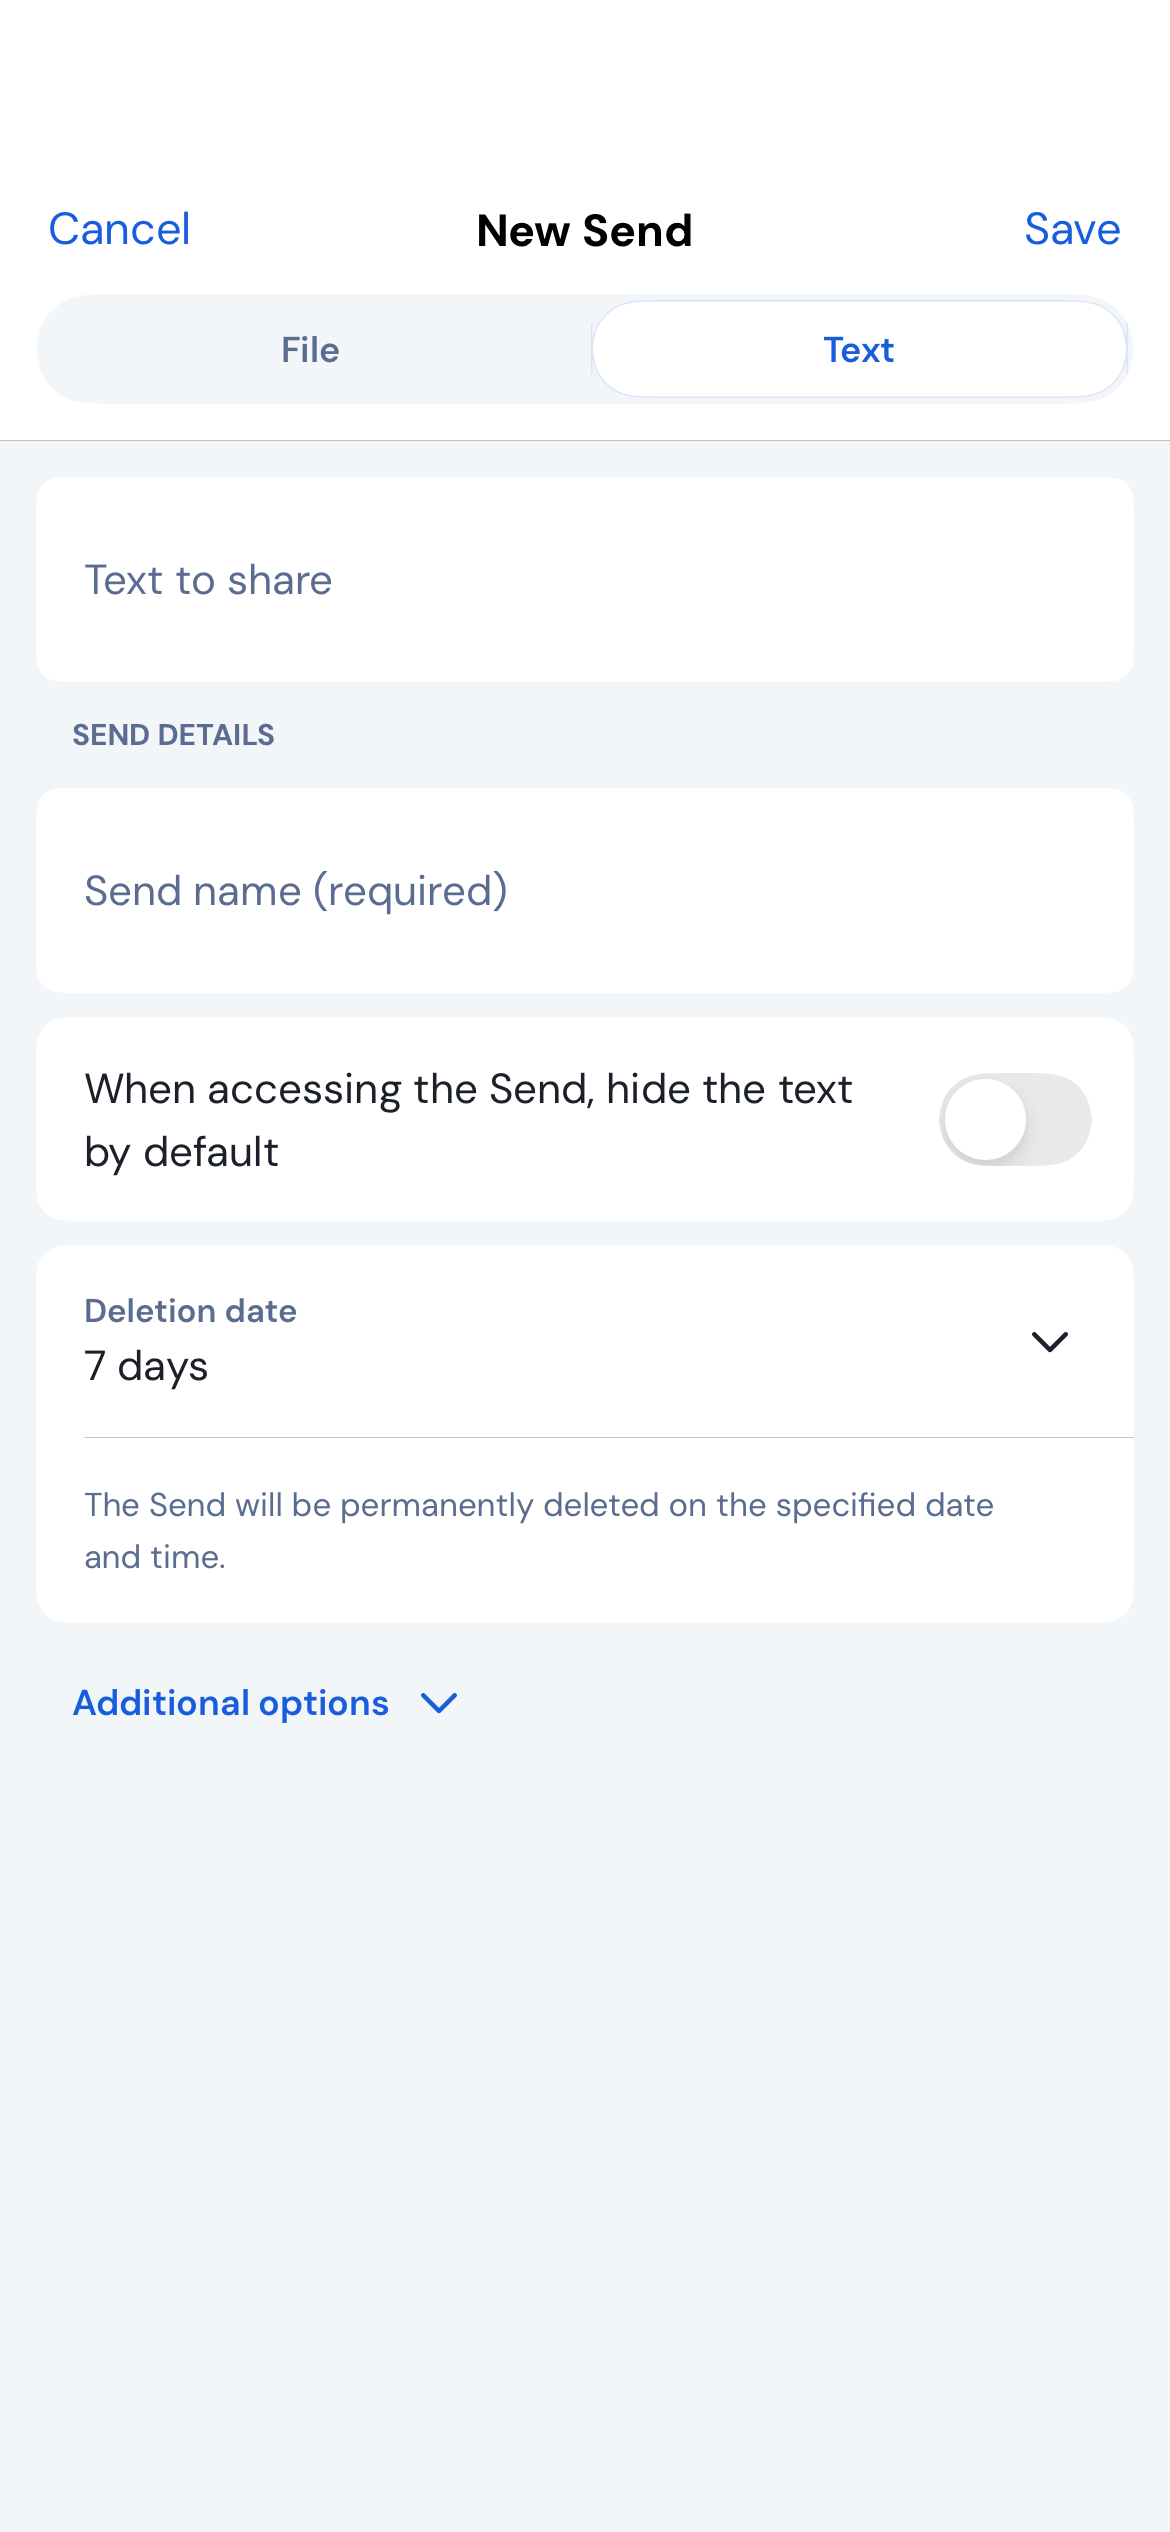 Cancel
New Send
Save
File
Text
Text to share
SEND DETAILS
Send name (required)
When accessing the Send, hide the text
by default
Deletion date
7 days
The Send will be permanently deleted on the specified date
and time.
Additional options